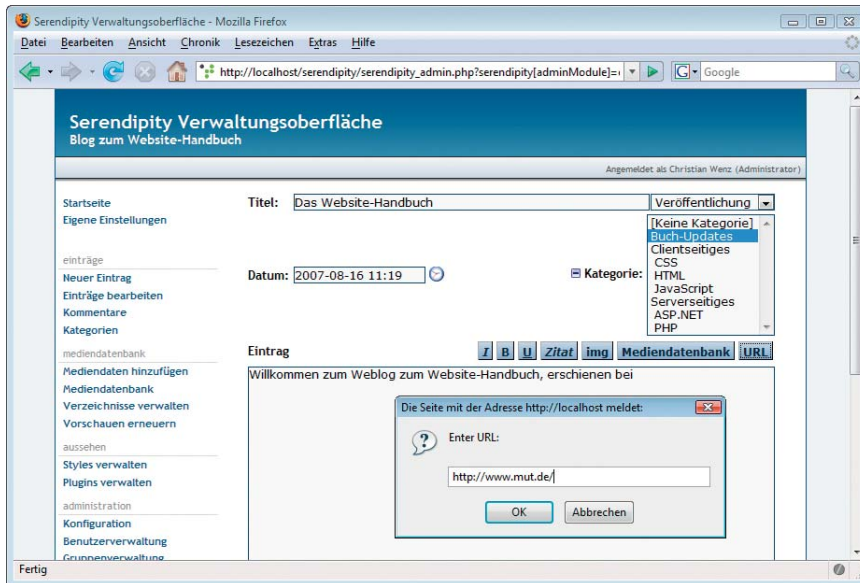 Serendipity Verwaltungsoberfläche - Mozilla Firefox
Datei Bearbeiten Ansicht Chronik Lesezeichen Extras Hilfe
http://localhost/serendipity/serendipity_admin.php?serendipity[adminModule]=
G Google
Serendipity Verwaltungsoberfläche
Blog zum Website-Handbuch
Angemeldet als Christian Wenz (Administrator)
Startseite
Eigene Einstellungen
einträge
Neuer Eintrag
Einträge bearbeiten
Kommentare
Kategorien
mediendatenbank
Mediendaten hinzufügen
Mediendatenbank
Verzeichnisse verwalten
Vorschauen erneuern
aussehen
Styles verwalten
Plugins verwalten
administration
Konfiguration
Benutzerverwaltung
Gruppenverwaltung
Titel: Das Website-Handbuch Veröffentlichung
Datum: 2007-08-16 11:19
Kategorie:
[Keine Kategorie]
Buch-Updates
Clientseitiges
CSS
HTML
JavaScript
Serverseitiges
ASP.NET
PHP
Eintrag I B U Zitat img Mediendatenbank URL
Willkommen zum Weblog zum Website-Handbuch, erschienen bei
Die Seite mit der Adresse http://localhost meldet:
Enter URL:
http://www.mut.de/
OK Abbrechen
Fertig